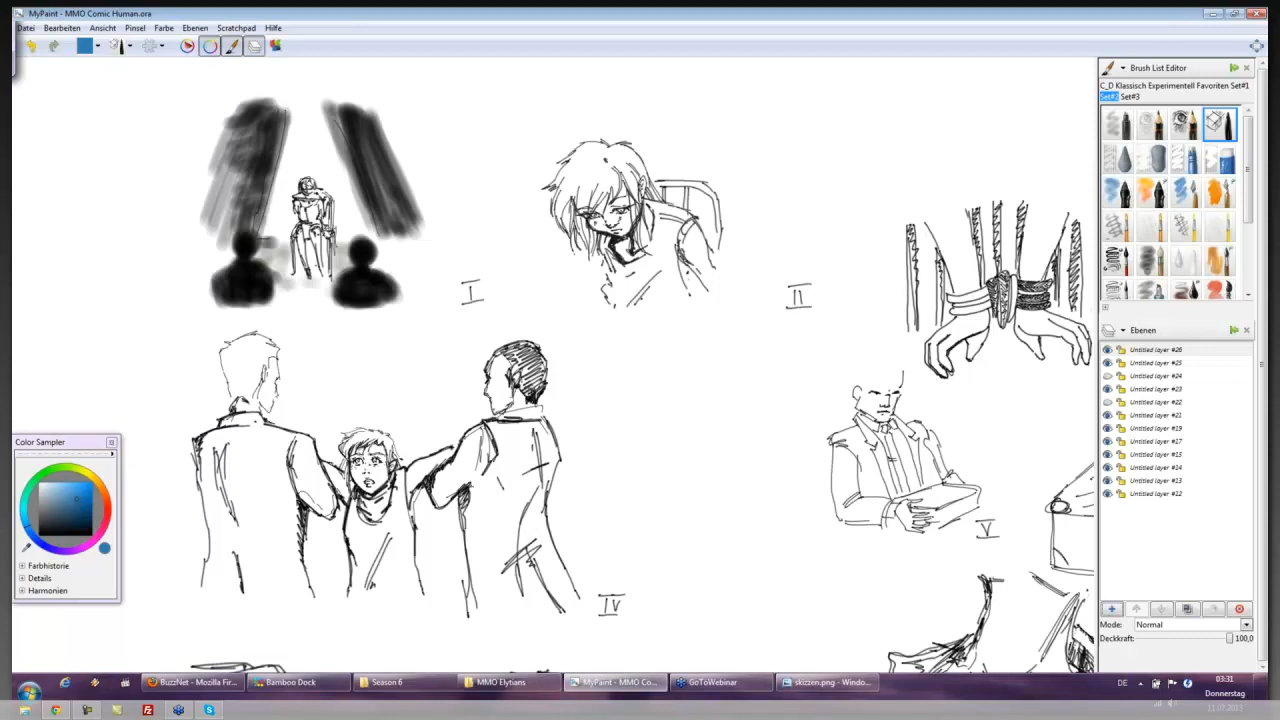 MyPaint - MMO Comic Human.ora
Datei Bearbeiten Ansicht Pinsel Farbe Ebenen Scratchpad Hilfe
Brush List Editor
C_D Klassisch Experimentell Favoriten Set#1
Set#2 Set#3
I
II
Ebenen
Untitled layer #26
Untitled layer #25
Untitled layer #24
Untitled layer #23
Untitled layer #22
Untitled layer #21
Untitled layer #19
Untitled layer #17
Untitled layer #15
Untitled layer #14
Untitled layer #13
Untitled layer #12
Color Sampler
V
Farbhistorie
Details
Harmonien
IV
Mode: Normal
Deckkraft: 100,0
BuzzNet - Mozilla Fir...
Bamboo Dock
Season 6
MMO Elytians
MyPaint - MMO Co...
GoToWebinar
skizzen.png - Windo...
DE
03:31
Donnerstag
11.07.2013